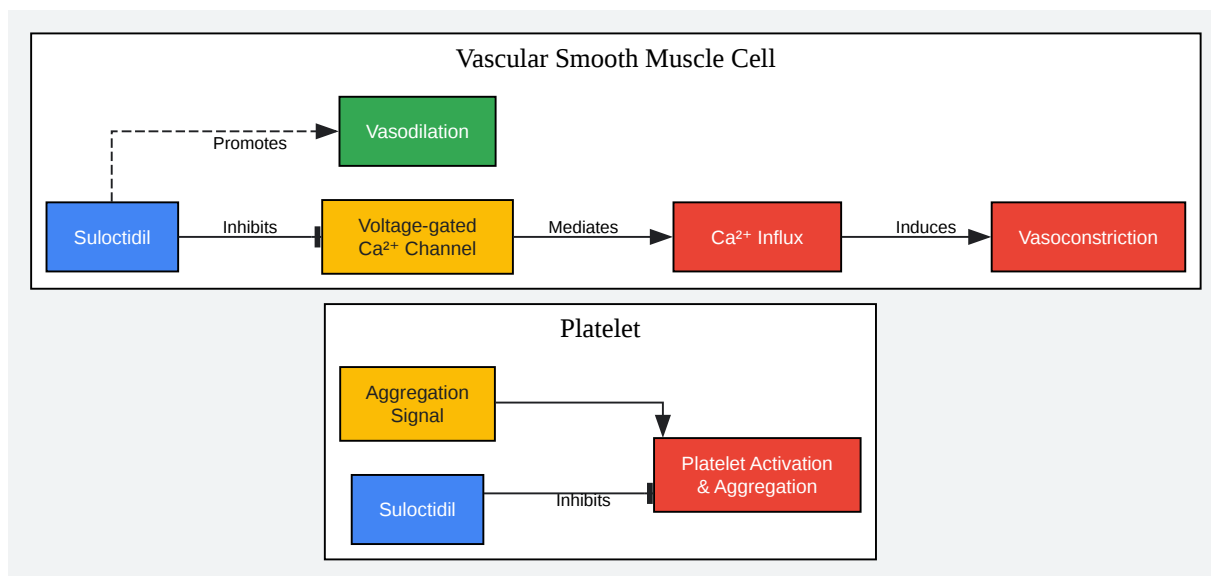 Vascular Smooth Muscle Cell
Vasodilation
Promotes
Suloctidil
Inhibits
Voltage-gated
Ca²⁺ Channel
Mediates
Ca²⁺ Influx
Induces
Vasoconstriction
Platelet
Aggregation
Signal
Platelet Activation
& Aggregation
Suloctidil
Inhibits